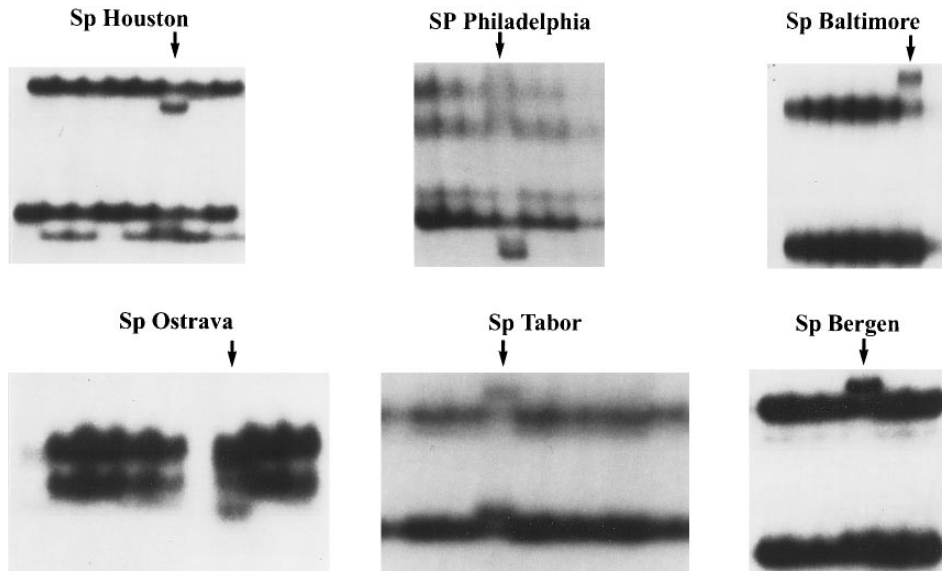 Sp Houston
SP Philadelphia
Sp Baltimore
Sp Ostrava
Sp Tabor
Sp Bergen